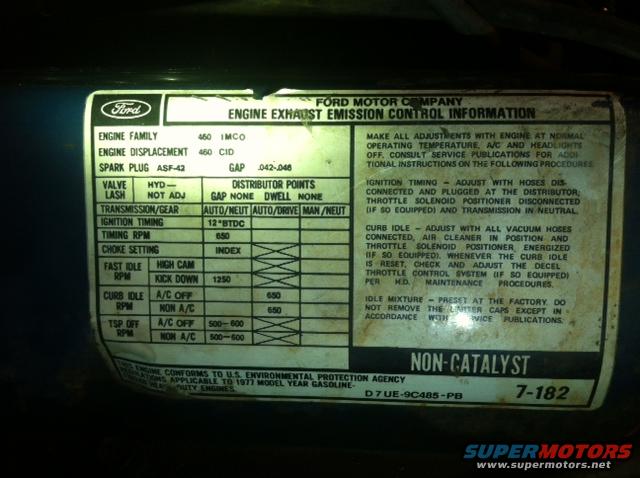 Ford
FORD MOTOR COMPANY
ENGINE EXHAUST EMISSION CONTROL INFORMATION
ENGINE FAMILY 460 IMCO
ENGINE DISPLACEMENT 460 CID
SPARK PLUG ASF-42 GAP .042-.046
VALVE LASH HYD- NOT ADJ DISTRIBUTOR POINTS
GAP NONE DWELL NONE
TRANSMISSION/GEAR AUTO/NEUT AUTO/DRIVE MAN/NEUT
IGNITION TIMING 12°BTDC
TIMING RPM 650
CHOKE SETTING INDEX
FAST IDLE RPM HIGH CAM
KICK DOWN 1250
CURB IDLE RPM A/C OFF 650
NON A/C 650
TSP OFF RPM A/C OFF 500-600
NON A/C 500-600
MAKE ALL ADJUSTMENTS WITH ENGINE AT NORMAL
OPERATING TEMPERATURE, A/C AND HEADLIGHTS
OFF. CONSULT SERVICE PUBLICATIONS FOR ADDI
TIONAL INSTRUCTIONS ON THE FOLLOWING PROCEDURES
IGNITION TIMING - ADJUST WITH HOSES DIS-
CONNECTED AND PLUGGED AT THE DISTRIBUTOR;
THROTTLE SOLENOID POSITIONER DISCONNECTED
(IF SO EQUIPPED) AND TRANSMISSION IN NEUTRAL.
CURB IDLE - ADJUST WITH ALL VACUUM HOSES
CONNECTED, AIR CLEANER IN POSITION AND
THROTTLE SOLENOID POSITIONER, ENERGIZED
(IF SO EQUIPPED). WHENEVER THE CURB IDLE
IS RESET, CHECK AND ADJUST THE DECEL
THROTTLE CONTROL SYSTEM (IF SO EQUIPPED)
PER H.D. MAINTENANCE PROCEDURES.
IDLE MIXTURE - PRESET AT THE FACTORY. DO
NOT REMOVE THE LIMITER CAPS EXCEPT IN
ACCORDANCE WITH SERVICE PUBLICATIONS.
NON-CATALYST
THIS ENGINE CONFORMS TO U.S. ENVIRONMENTAL PROTECTION AGENCY
REGULATIONS APPLICABLE TO 1977 MODEL YEAR GASOLINE-
HEAVY DUTY ENGINES.
D7UE-9C485-PB
7-182
SUPERMOTORS
www.supermotors.net